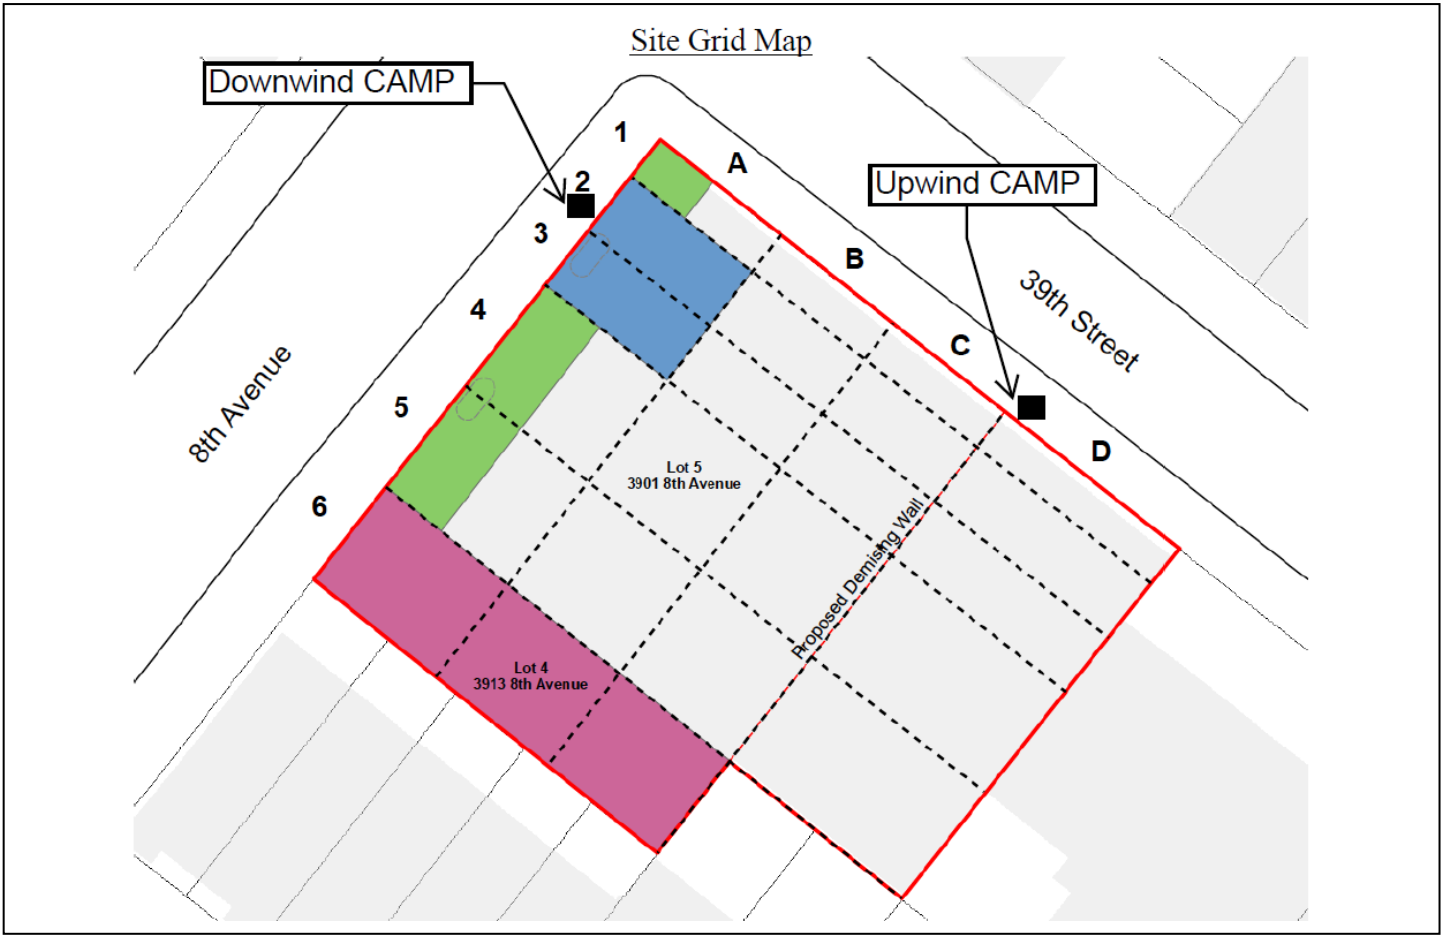 Site Grid Map
Downwind CAMP
1
A
2
Upwind CAMP
3
B
39th Street
4
C
8th Avenue
5
D
Lot 5
3901 8th Avenue
6
Proposed Demising Wall
Lot 4
3913 8th Avenue